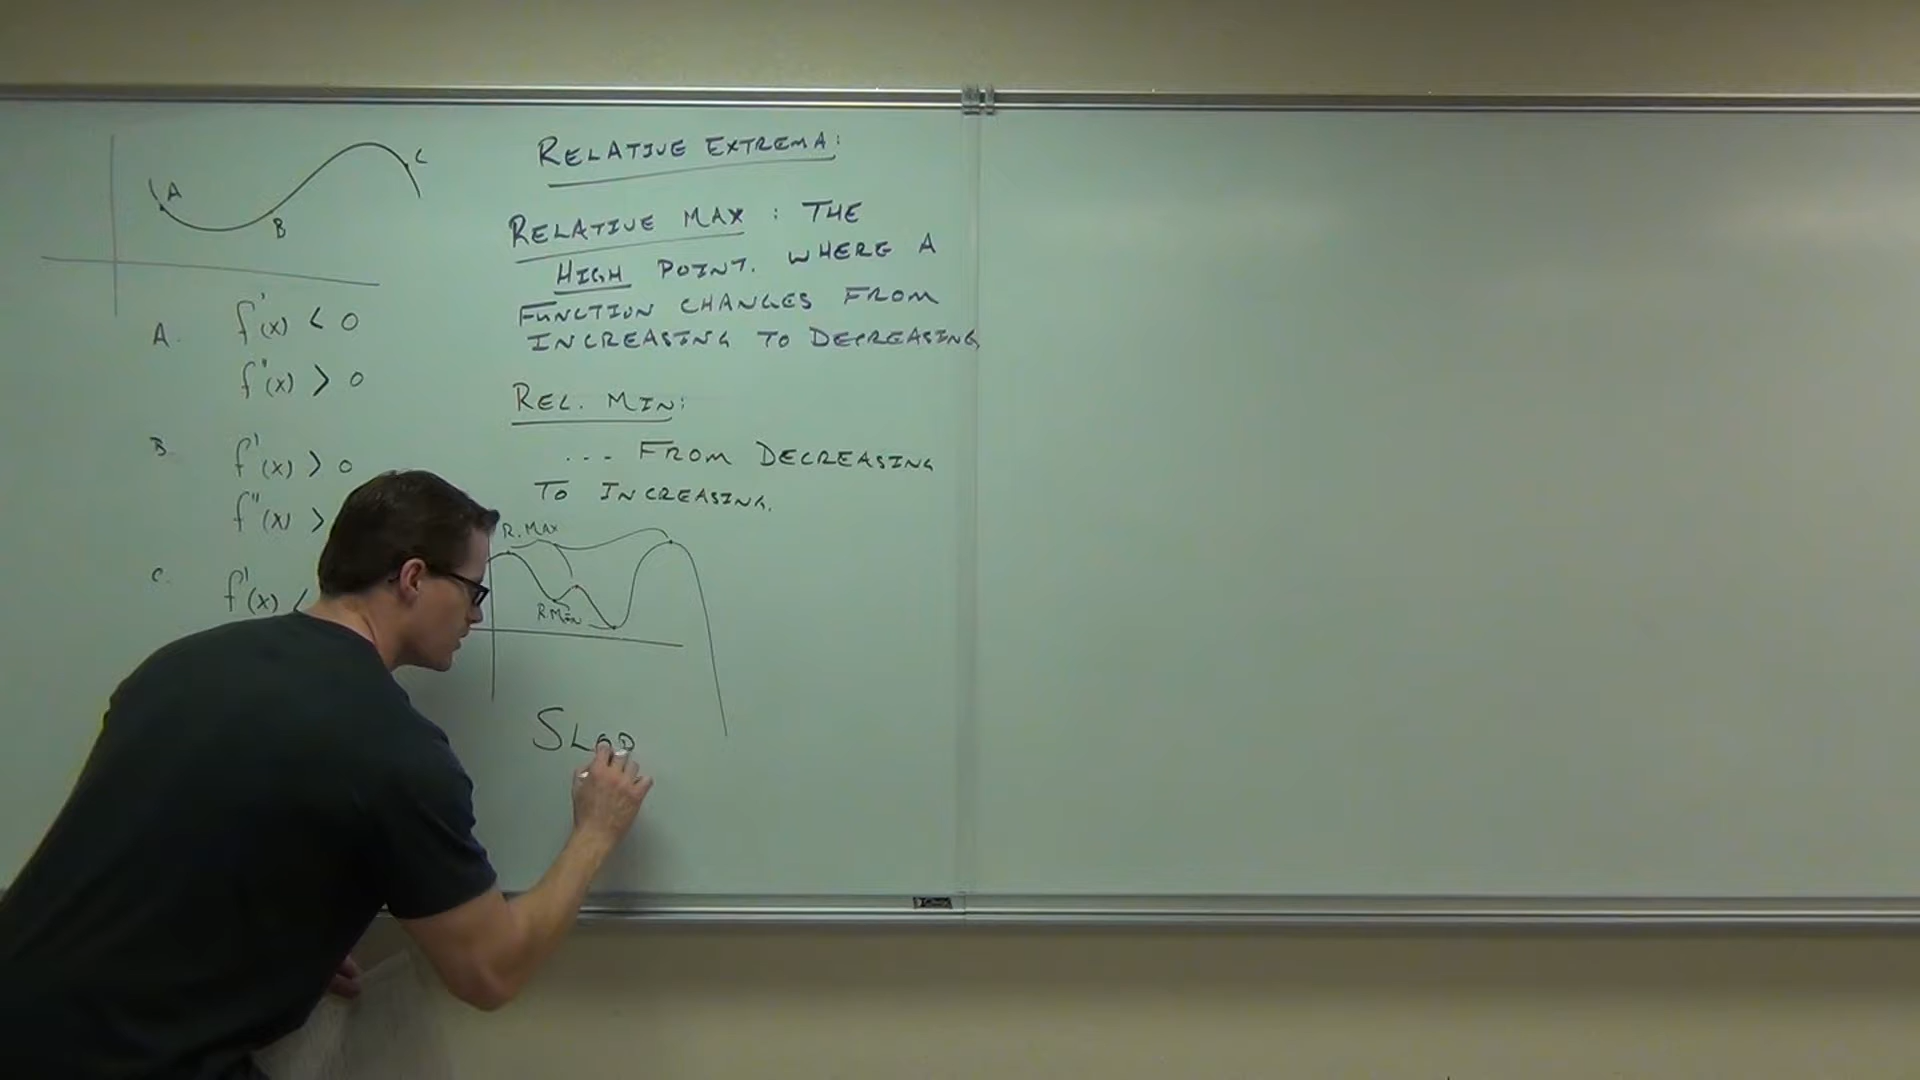 A
B
C
A. f'(x) < 0
f''(x) > 0
B. f'(x) > 0
f''(x) >
C. f'(x) <
RELATIVE EXTREMA:
RELATIVE MAX : THE
HIGH POINT. WHERE A
FUNCTION CHANGES FROM
INCREASING TO DECREASING
REL. MIN:
... FROM DECREASING
TO INCREASING.
R. MAX
R. MIN
SLOP